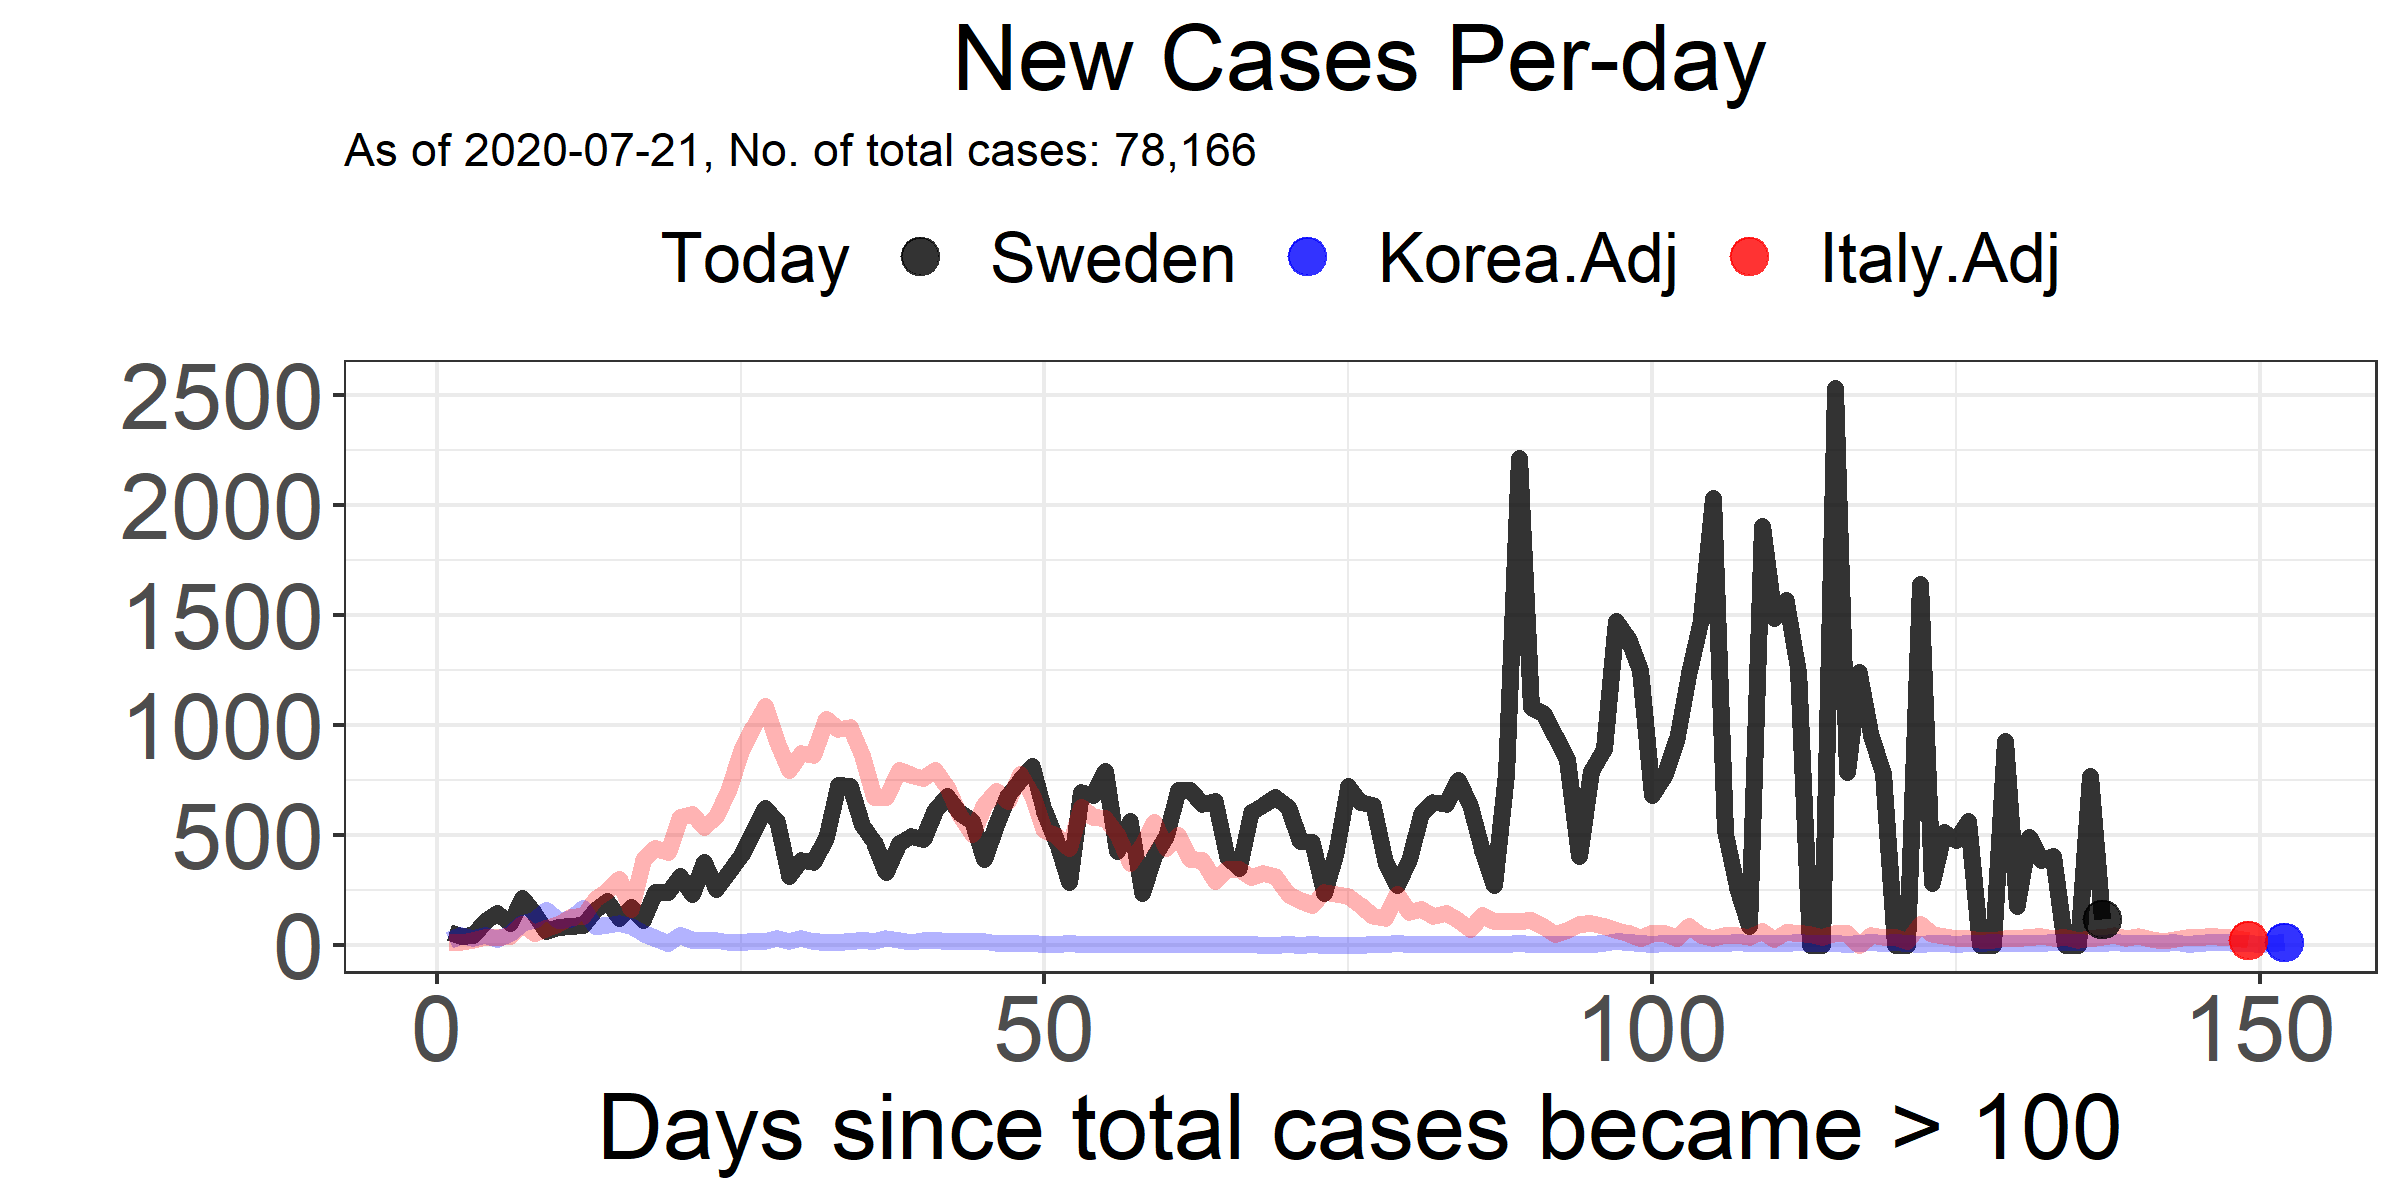 New Cases Per-day
As of 2020-07-21, No. of total cases: 78,166
Today Sweden Korea.Adj Italy.Adj
2500
2000
1500
1000
500
0
0 50 100 150
Days since total cases became > 100